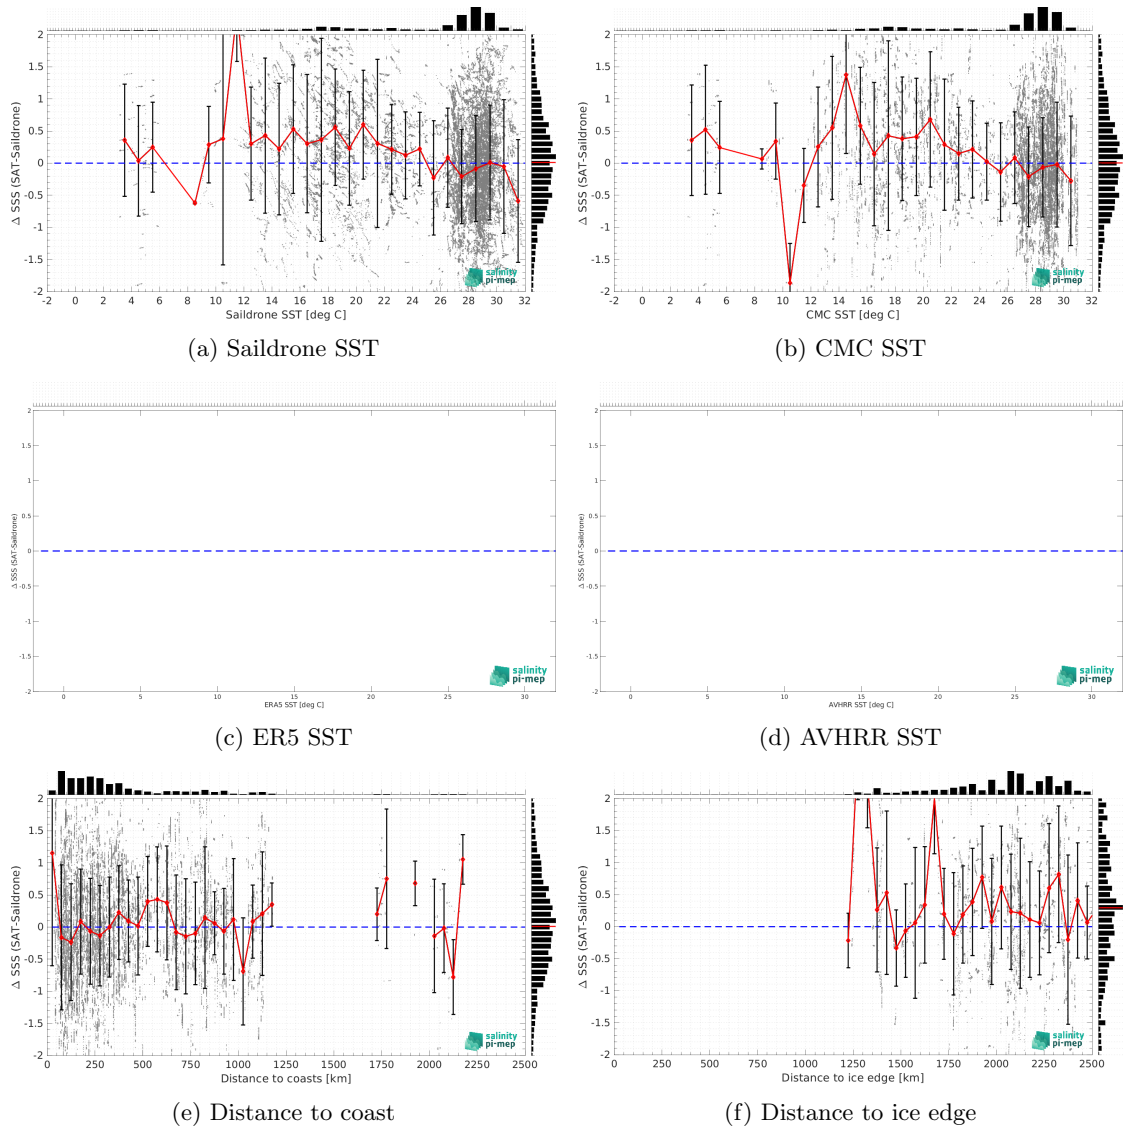 2
1.5
1
0.5
0
-0.5
-1
-1.5
-2
Δ SSS (SAT-Saildrone)
-2 0 2 4 6 8 10 12 14 16 18 20 22 24 26 28 30 32
Saildrone SST [deg C]
salinity
pi-mep
(a) Saildrone SST
2
1.5
1
0.5
0
-0.5
-1
-1.5
-2
Δ SSS (SAT-Saildrone)
-2 0 2 4 6 8 10 12 14 16 18 20 22 24 26 28 30 32
CMC SST [deg C]
salinity
pi-mep
(b) CMC SST
2
1.5
1
0.5
0
-0.5
-1
-1.5
-2
Δ SSS (SAT-Saildrone)
0 5 10 15 20 25 30
ERA5 SST [deg C]
salinity
pi-mep
(c) ER5 SST
2
1.5
1
0.5
0
-0.5
-1
-1.5
-2
Δ SSS (SAT-Saildrone)
0 5 10 15 20 25 30
AVHRR SST [deg C]
salinity
pi-mep
(d) AVHRR SST
2
1.5
1
0.5
0
-0.5
-1
-1.5
-2
Δ SSS (SAT-Saildrone)
0 250 500 750 1000 1250 1500 1750 2000 2250 2500
Distance to coasts [km]
salinity
pi-mep
(e) Distance to coast
2
1.5
1
0.5
0
-0.5
-1
-1.5
-2
Δ SSS (SAT-Saildrone)
0 250 500 750 1000 1250 1500 1750 2000 2250 2500
Distance to ice edge [km]
salinity
pi-mep
(f) Distance to ice edge